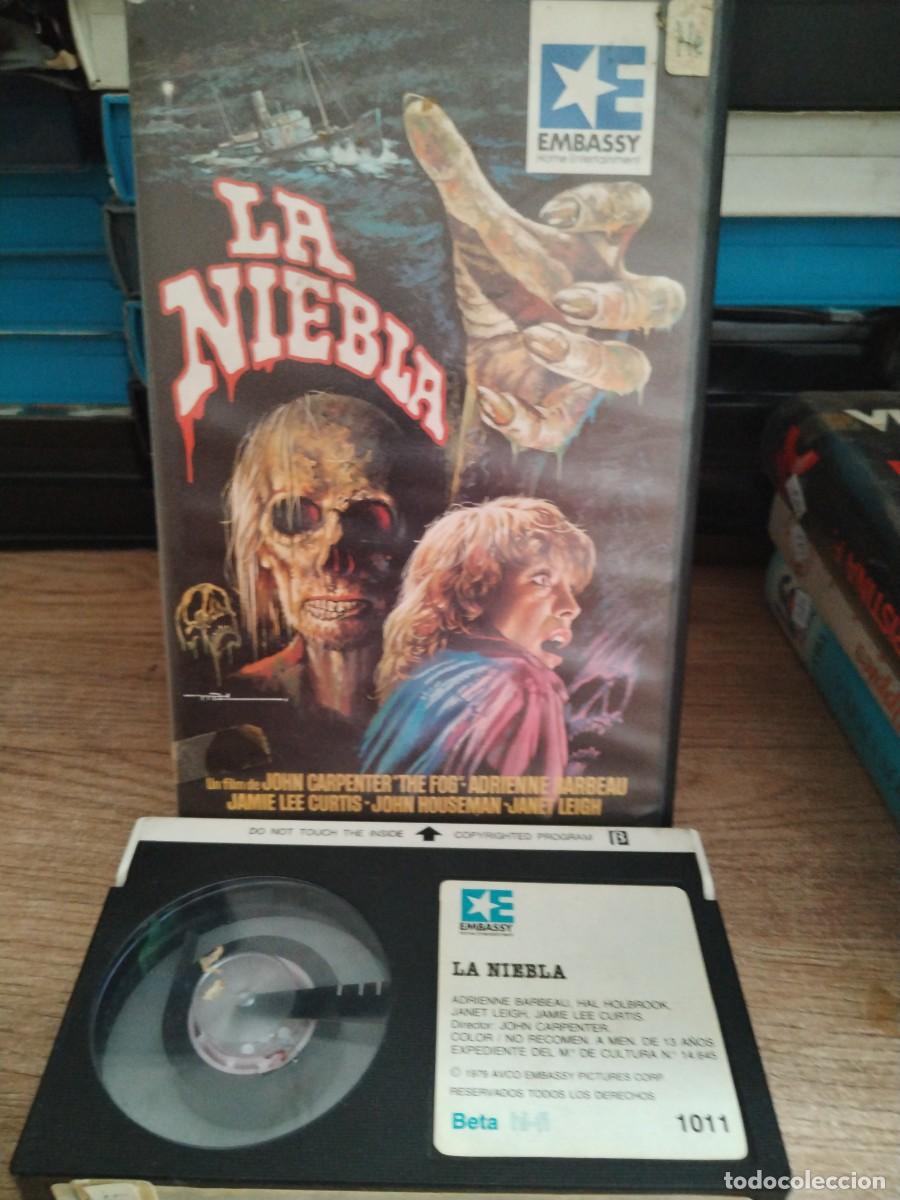 EMBASSY
Home Entertainment
LA
NIEBLA
Un film de JOHN CARPENTER "THE FOG" - ADRIENNE BARBEAU
JAMIE LEE CURTIS - JOHN HOUSEMAN - JANET LEIGH
DO NOT TOUCH THE INSIDE COPYRIGHTED PROGRAM B
EMBASSY
LA NIEBLA
ADRIENNE BARBEAU, HAL HOLBROOK,
JANET LEIGH, JAMIE LEE CURTIS.
Director: JOHN CARPENTER.
COLOR / NO RECOMEN. A MEN. DE 13 AÑOS
EXPEDIENTE DEL Mº DE CULTURA N.º 14.645
© 1979 AVCO EMBASSY PICTURES CORP.
RESERVADOS TODOS LOS DERECHOS
Beta hi-fi 1011
todocoleccion